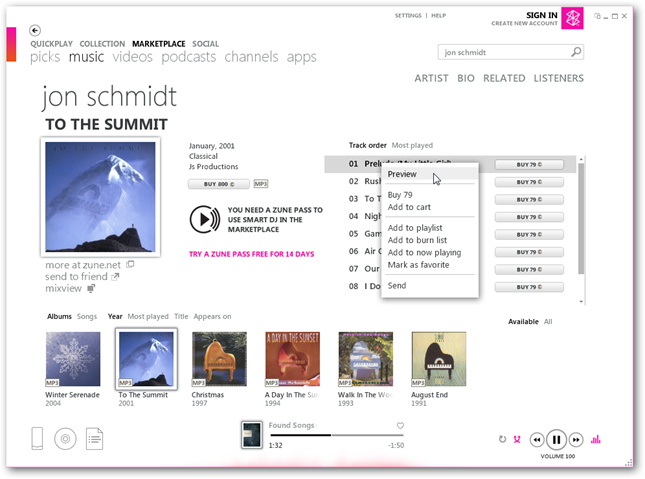 SETTINGS | HELP
SIGN IN
CREATE NEW ACCOUNT
QUICKPLAY COLLECTION MARKETPLACE SOCIAL
picks music videos podcasts channels apps
jon schmidt
ARTIST BIO RELATED LISTENERS
jon schmidt
TO THE SUMMIT
January, 2001
Classical
Js Productions
BUY 800
MP3
YOU NEED A ZUNE PASS TO
USE SMART DJ IN THE
MARKETPLACE
TRY A ZUNE PASS FREE FOR 14 DAYS
more at zune.net
send to friend
mixview
Track order Most played
01 Prelude (My Little Girl) BUY 79
02 Rush BUY 79
03 To T BUY 79
04 Nigh BUY 79
05 Gam BUY 79
06 Air BUY 79
07 Our BUY 79
08 I Do BUY 79
Preview
Buy 79
Add to cart
Add to playlist
Add to burn list
Add to now playing
Mark as favorite
Send
Albums Songs Year Most played Title Appears on
Available All
MP3
MP3
A DAY IN THE SUNS
MP3
MP3
MP3
Winter Serenade
2004
To The Summit
2001
Christmas
1997
A Day In The Sun
1994
Walk In The Woo
1993
August End
1991
Found Songs
1:32 -1:50
VOLUME 100